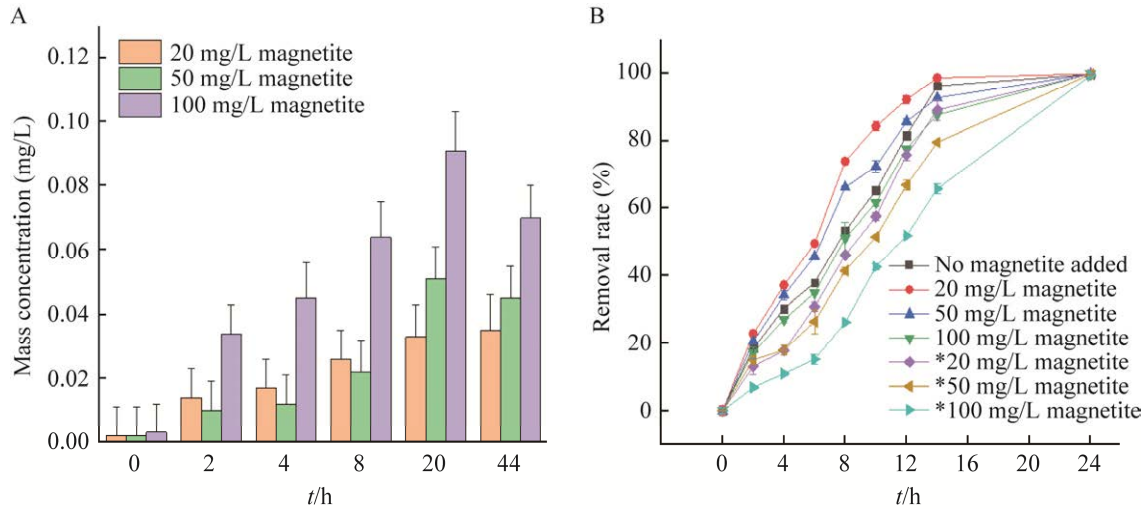 A
Mass concentration (mg/L)
0.12
0.10
0.08
0.06
0.04
0.02
0.00
20 mg/L magnetite
50 mg/L magnetite
100 mg/L magnetite
0 2 4 8 20 44
t/h
B
Removal rate (%)
100
80
60
40
20
0
No magnetite added
20 mg/L magnetite
50 mg/L magnetite
100 mg/L magnetite
*20 mg/L magnetite
*50 mg/L magnetite
*100 mg/L magnetite
0 4 8 12 16 20 24
t/h